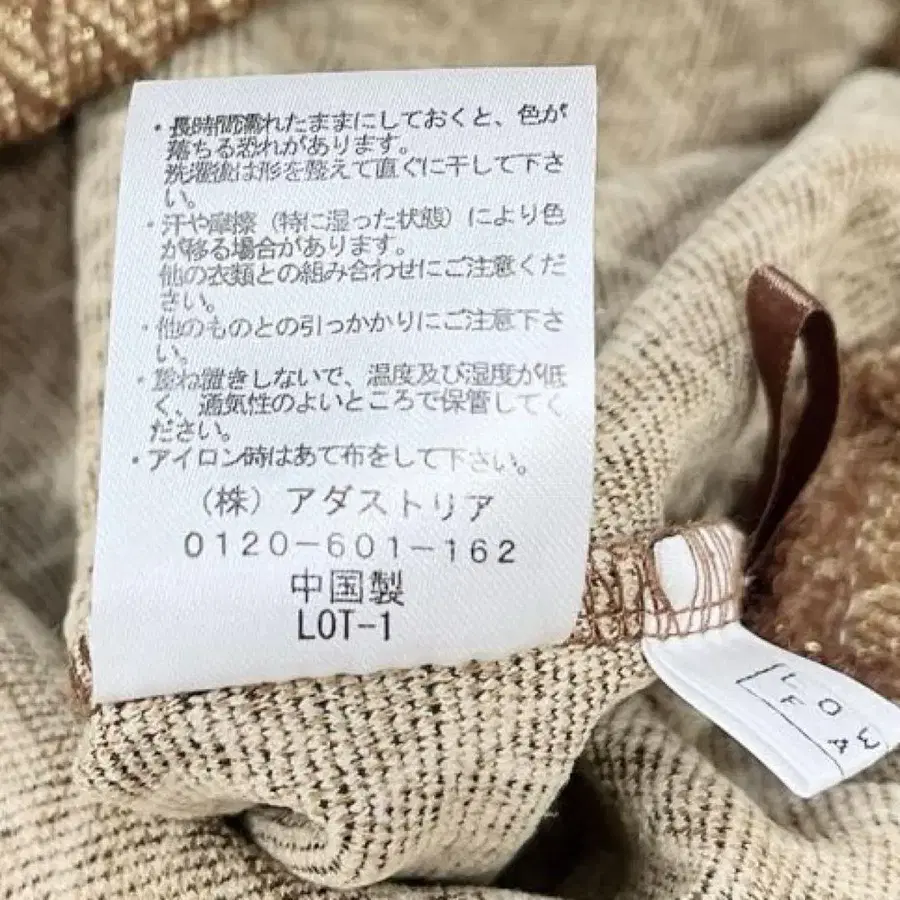 ・長時間濡れたままにしておくと、色が
落ちる恐れがあります。
洗濯後は形を整えて直ぐに干して下さ
い。
・汗や摩擦（特に湿った状態）により色
が移る場合があります。
他の衣類との組み合わせにご注意くだ
さい。
・他のものとの引っかかりにご注意下さ
い。
・重ね置きしないで、温度及び湿度が低
く、通気性のよいところで保管してく
ださい。
・アイロン時はあて布をして下さい。
（株）アダストリア
0120-601-162
中国製
LOT-1
LOW
F A